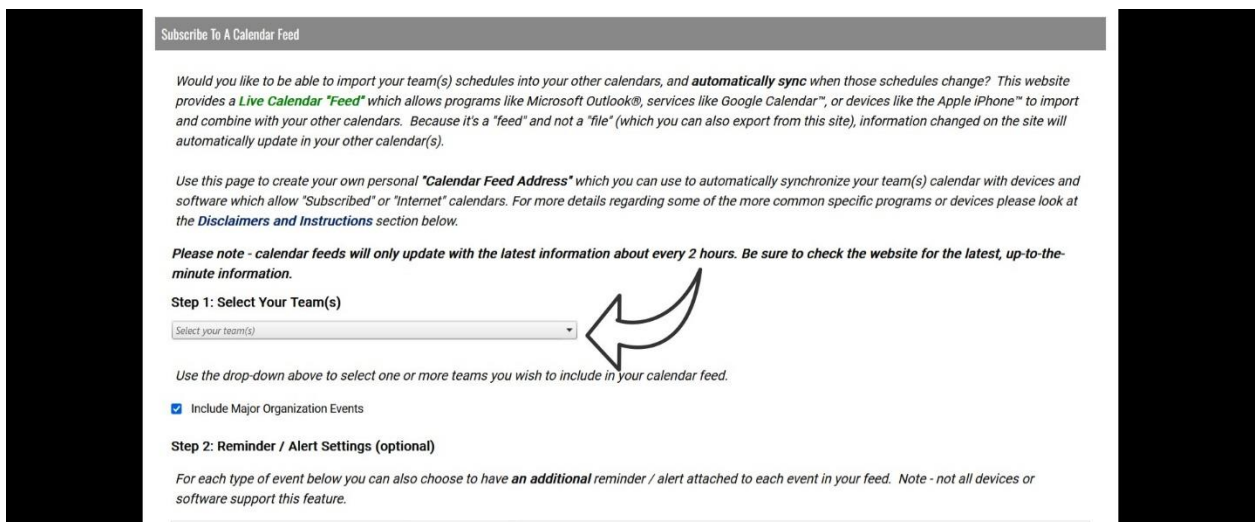 Subscribe To A Calendar Feed
Would you like to be able to import your team(s) schedules into your other calendars, and automatically sync when those schedules change? This website
provides a Live Calendar "Feed" which allows programs like Microsoft Outlook®, services like Google Calendar™, or devices like the Apple iPhone™ to import
and combine with your other calendars. Because it's a "feed" and not a "file" (which you can also export from this site), information changed on the site will
automatically update in your other calendar(s).
Use this page to create your own personal "Calendar Feed Address" which you can use to automatically synchronize your team(s) calendar with devices and
software which allow "Subscribed" or "Internet" calendars. For more details regarding some of the more common specific programs or devices please look at
the Disclaimers and Instructions section below.
Please note - calendar feeds will only update with the latest information about every 2 hours. Be sure to check the website for the latest, up-to-the-
minute information.
Step 1: Select Your Team(s)
Select your team(s)
Use the drop-down above to select one or more teams you wish to include in your calendar feed.
Include Major Organization Events
Step 2: Reminder / Alert Settings (optional)
For each type of event below you can also choose to have an additional reminder / alert attached to each event in your feed. Note - not all devices or
software support this feature.